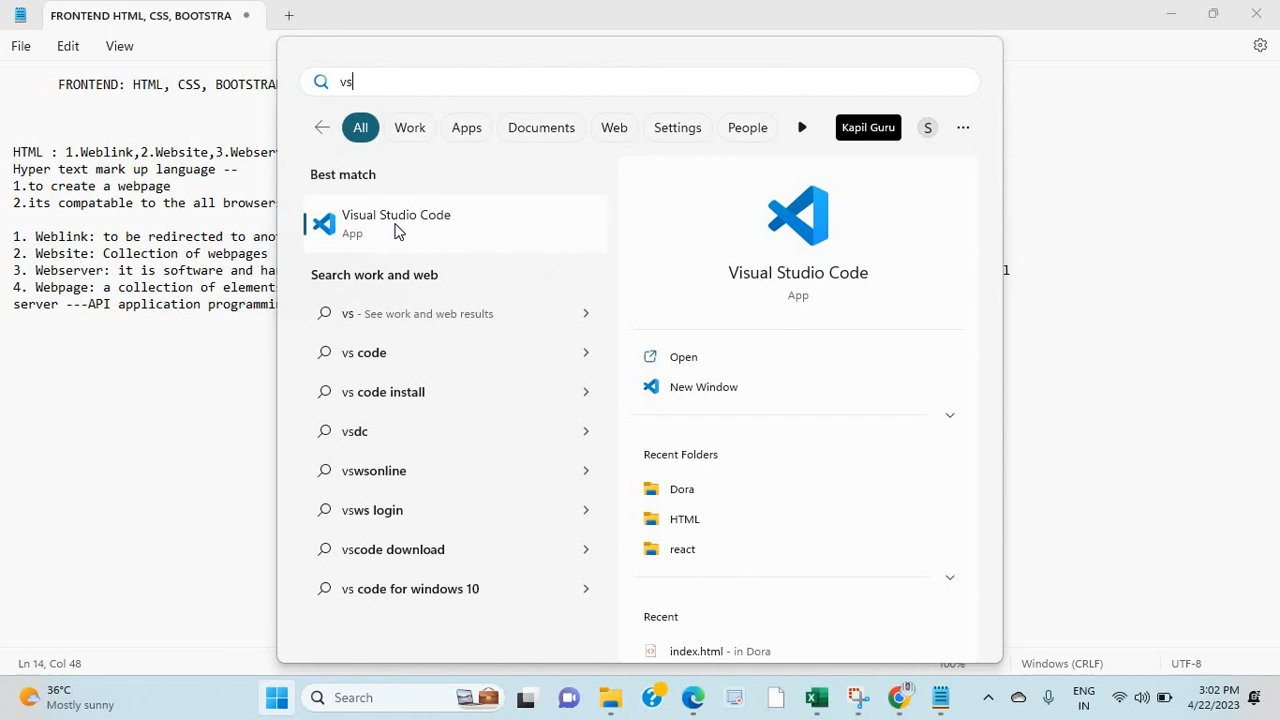 FRONTEND HTML, CSS, BOOTSTRA
File Edit View
FRONTEND: HTML, CSS, BOOTSTRA
HTML : 1.Weblink,2.Website,3.Webser
Hyper text mark up language --
1.to create a webpage
2.its compatable to the all browser
1. Weblink: to be redirected to ano
2. Website: Collection of webpages
3. Webserver: it is software and ha
4. Webpage: a collection of element
server ---API application programmi
vs
All Work Apps Documents Web Settings People Kapil Guru S
Best match
Visual Studio Code
App
Search work and web
vs - See work and web results
vs code
vs code install
vsdc
vswsonline
vsws login
vscode download
vs code for windows 10
Visual Studio Code
App
Open
New Window
Recent Folders
Dora
HTML
react
Recent
index.html - in Dora
Ln 14, Col 48
100%
Windows (CRLF)
UTF-8
36°C
Mostly sunny
Search
ENG
IN
3:02 PM
4/22/2023